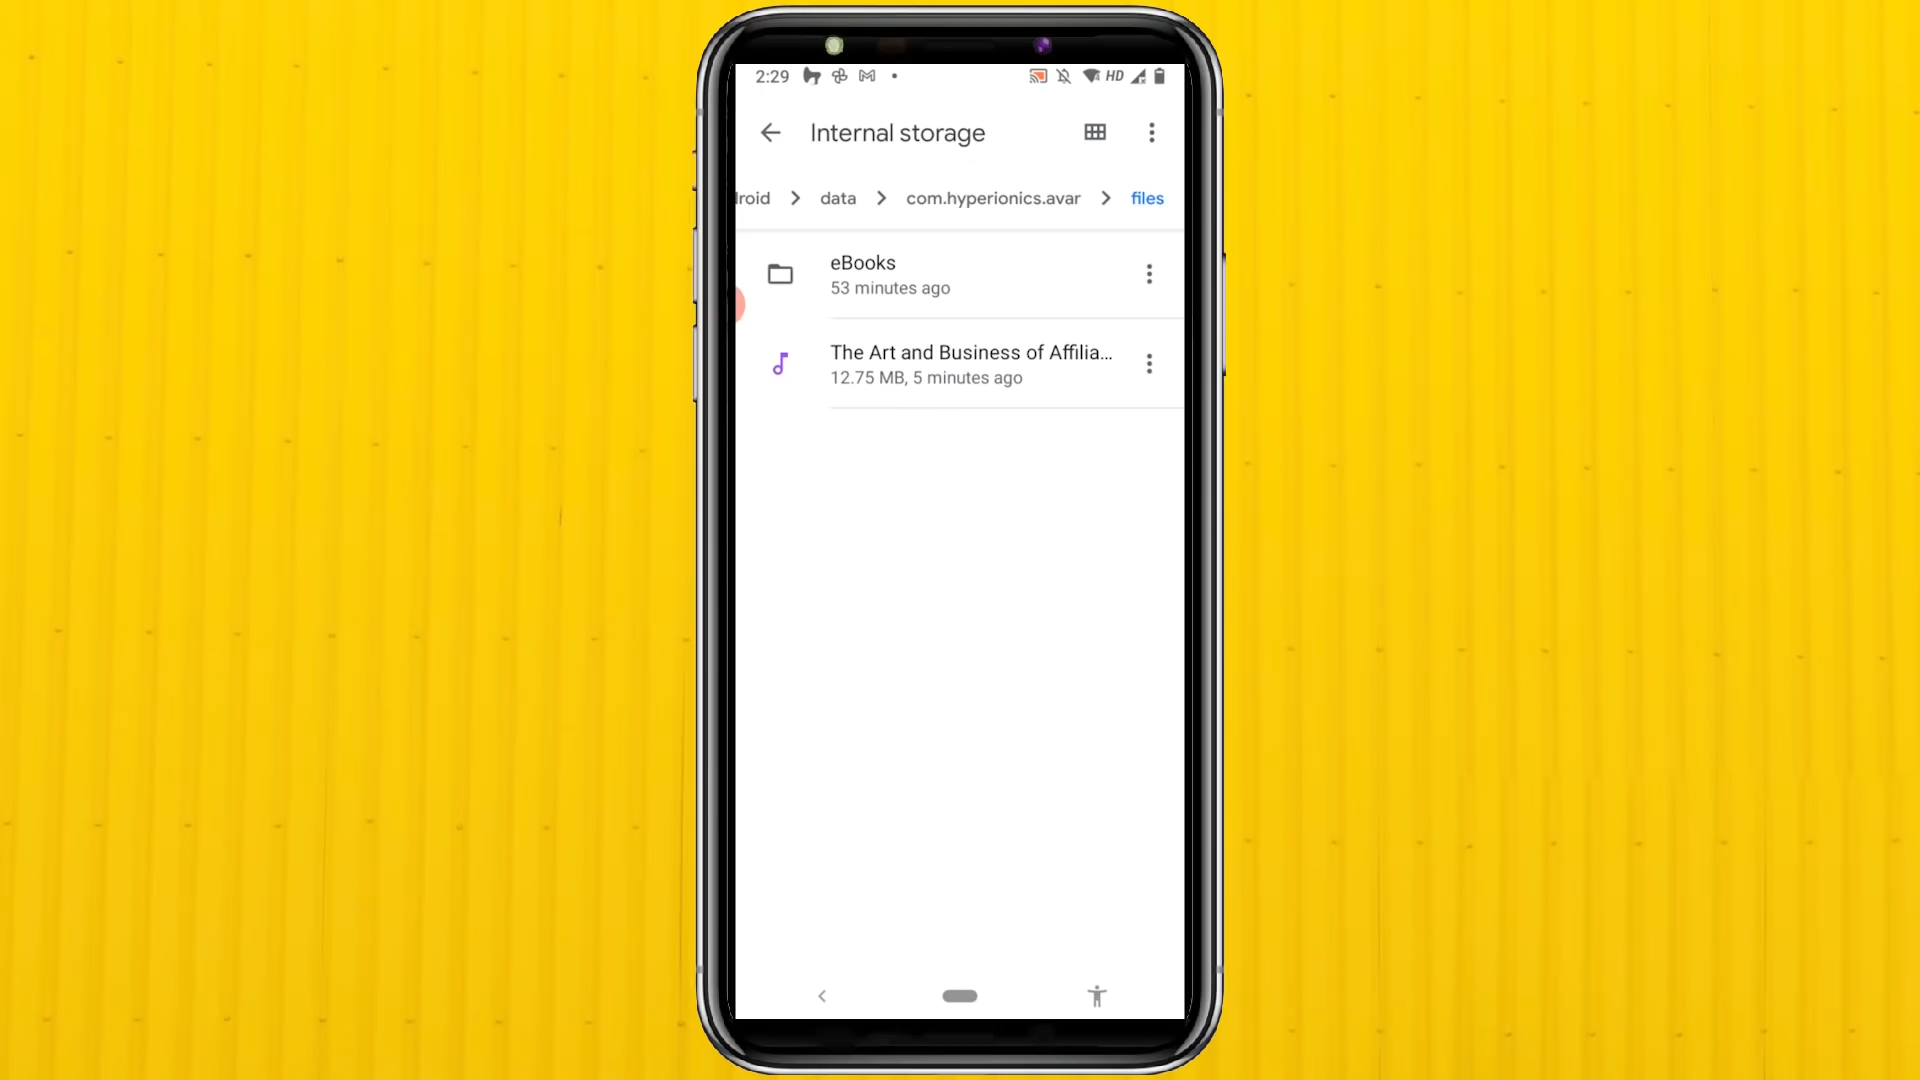 2:29
HD
Internal storage
droid > data > com.hyperionics.avar > files
eBooks
53 minutes ago
The Art and Business of Affilia...
12.75 MB, 5 minutes ago